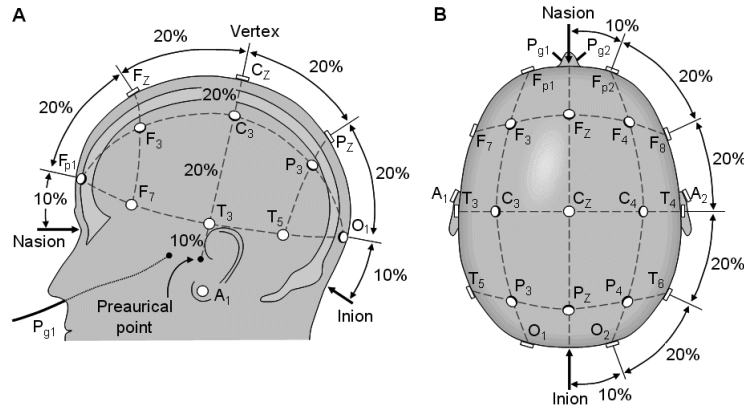 A
20%
Vertex
20%
Fz
Cz
20%
20%
20%
F3
C3
Pz
Fp1
20%
P3
20%
10%
F7
T3
T5
O1
Nasion
10%
10%
Preaurical
point
A1
Inion
Pg1
B
Nasion
10%
Pg1
Pg2
Fp1
Fp2
20%
F7
F3
Fz
F4
F8
20%
A1
T3
C3
Cz
C4
T4
A2
20%
T5
P3
Pz
P4
T6
O1
O2
20%
Inion
10%